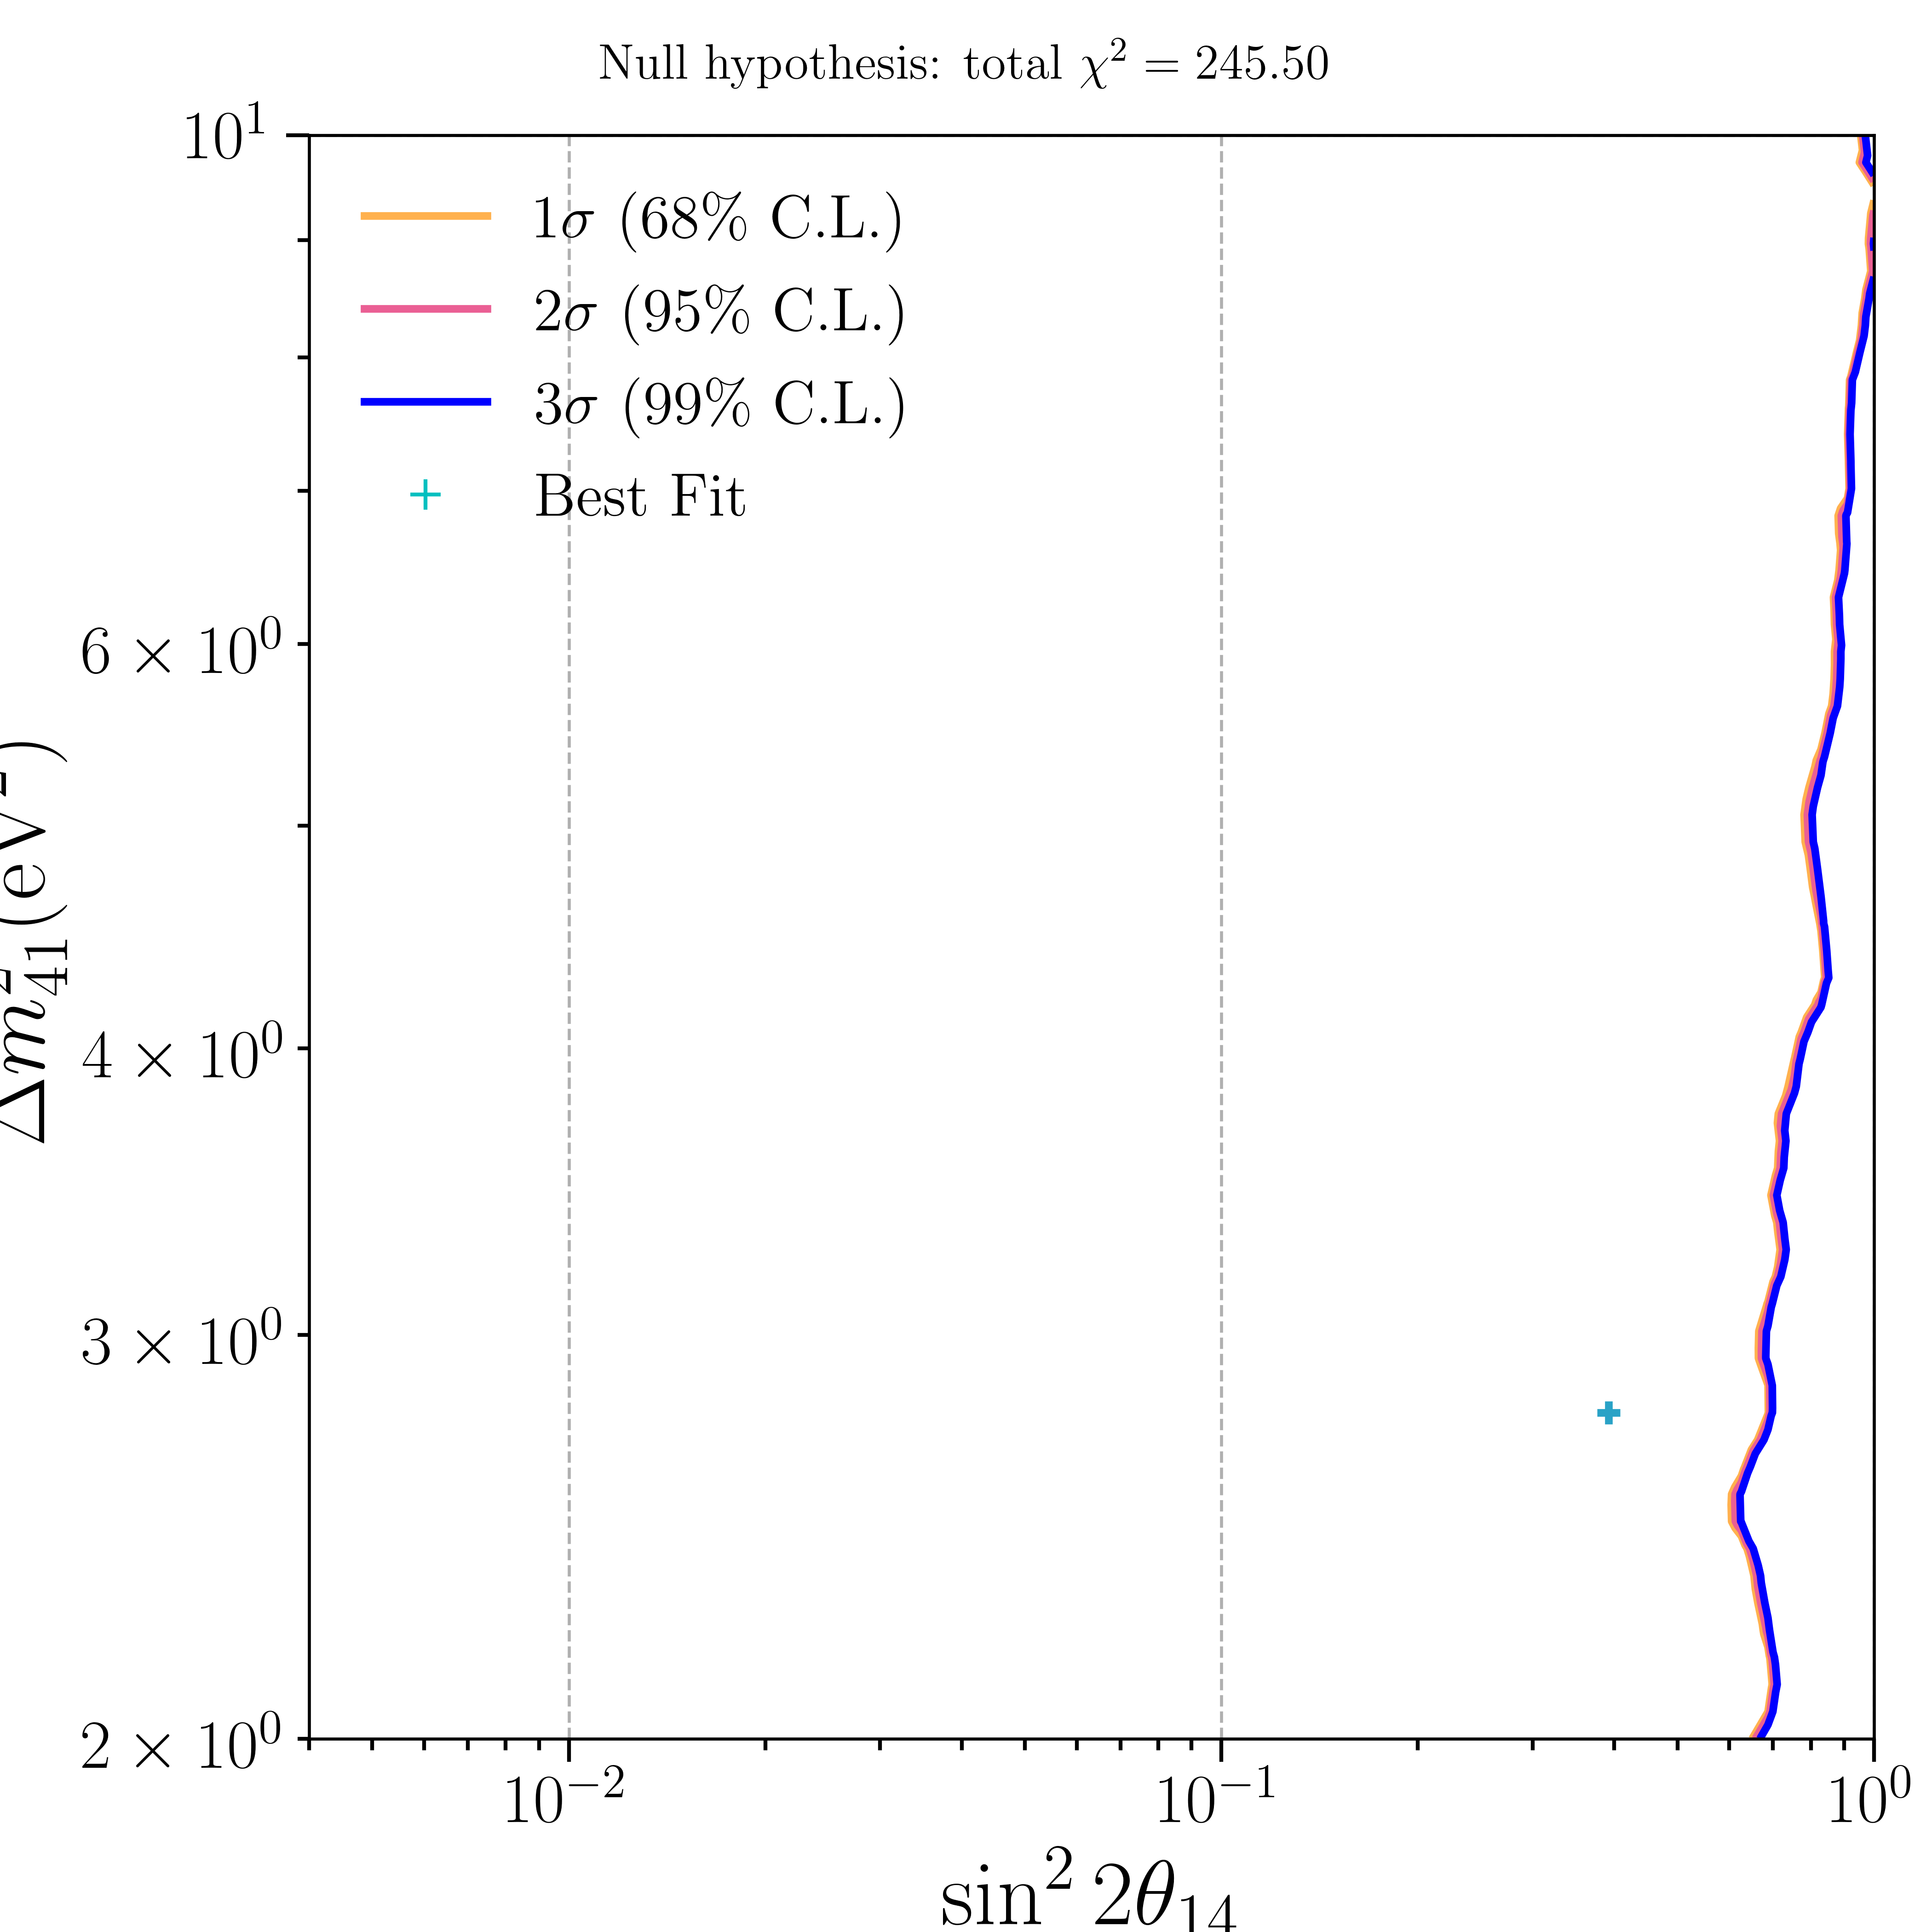 Null hypothesis: total χ² = 245.50
10¹
1σ (68% C.L.)
2σ (95% C.L.)
3σ (99% C.L.)
Best Fit
6 × 10⁰
Δm²₄₁(eV²)
4 × 10⁰
3 × 10⁰
2 × 10⁰
10⁻² 10⁻¹ 10⁰
sin² 2θ₁₄